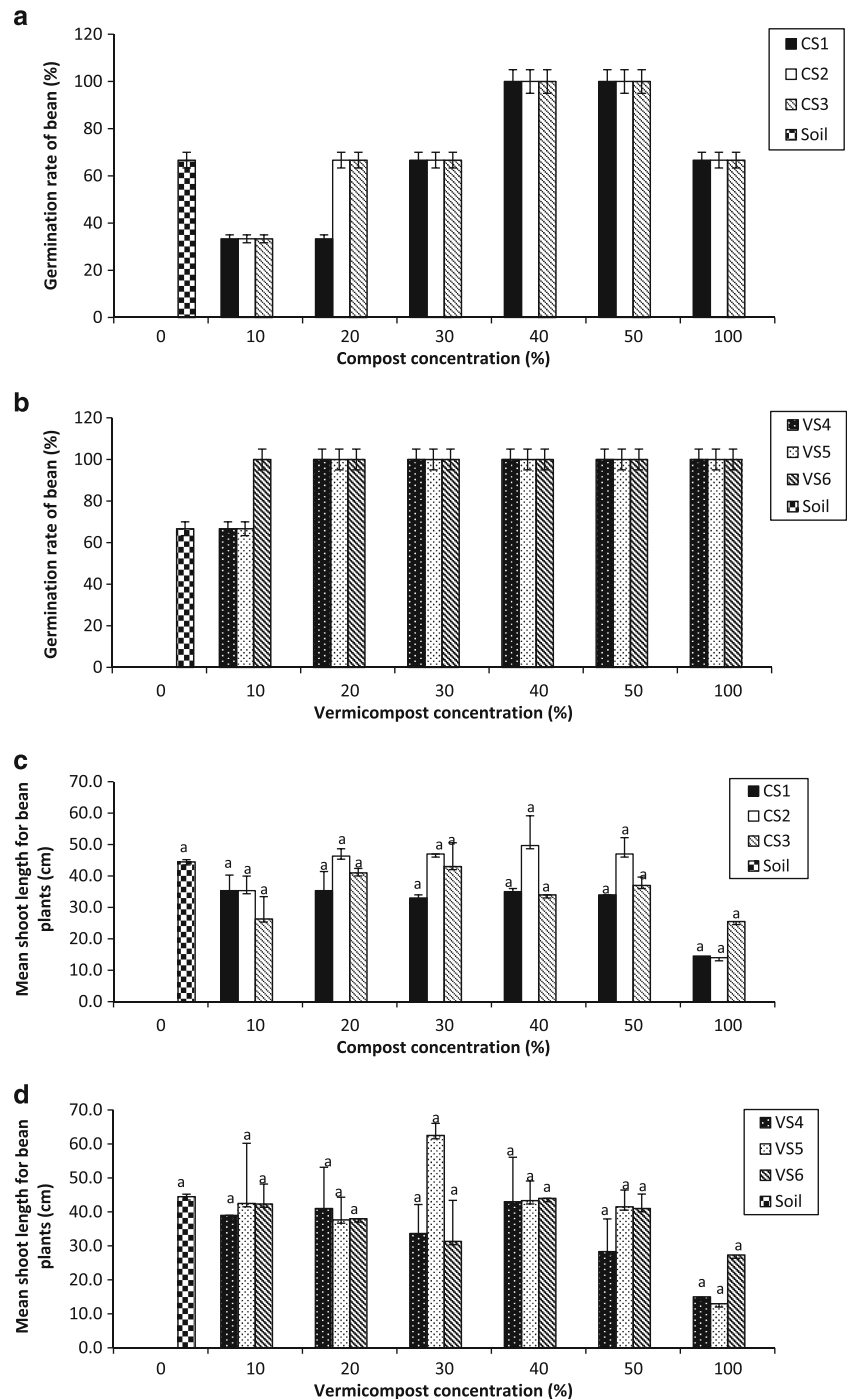 a
120
100
80
60
40
20
0
Germination rate of bean (%)
CS1
CS2
CS3
Soil
0 10 20 30 40 50 100
Compost concentration (%)
b
120
100
80
60
40
20
0
Germination rate of bean (%)
VS4
VS5
VS6
Soil
0 10 20 30 40 50 100
Vermicompost concentration (%)
c
70.0
60.0
50.0
40.0
30.0
20.0
10.0
0.0
Mean shoot length for bean
plants (cm)
a a a a a a a a a a a a a a a a a a a
CS1
CS2
CS3
Soil
0 10 20 30 40 50 100
Compost concentration (%)
d
70.0
60.0
50.0
40.0
30.0
20.0
10.0
0.0
Mean shoot length for bean
plants (cm)
a a a a a a a a a a a a a a a a a a a
VS4
VS5
VS6
Soil
0 10 20 30 40 50 100
Vermicompost concentration (%)